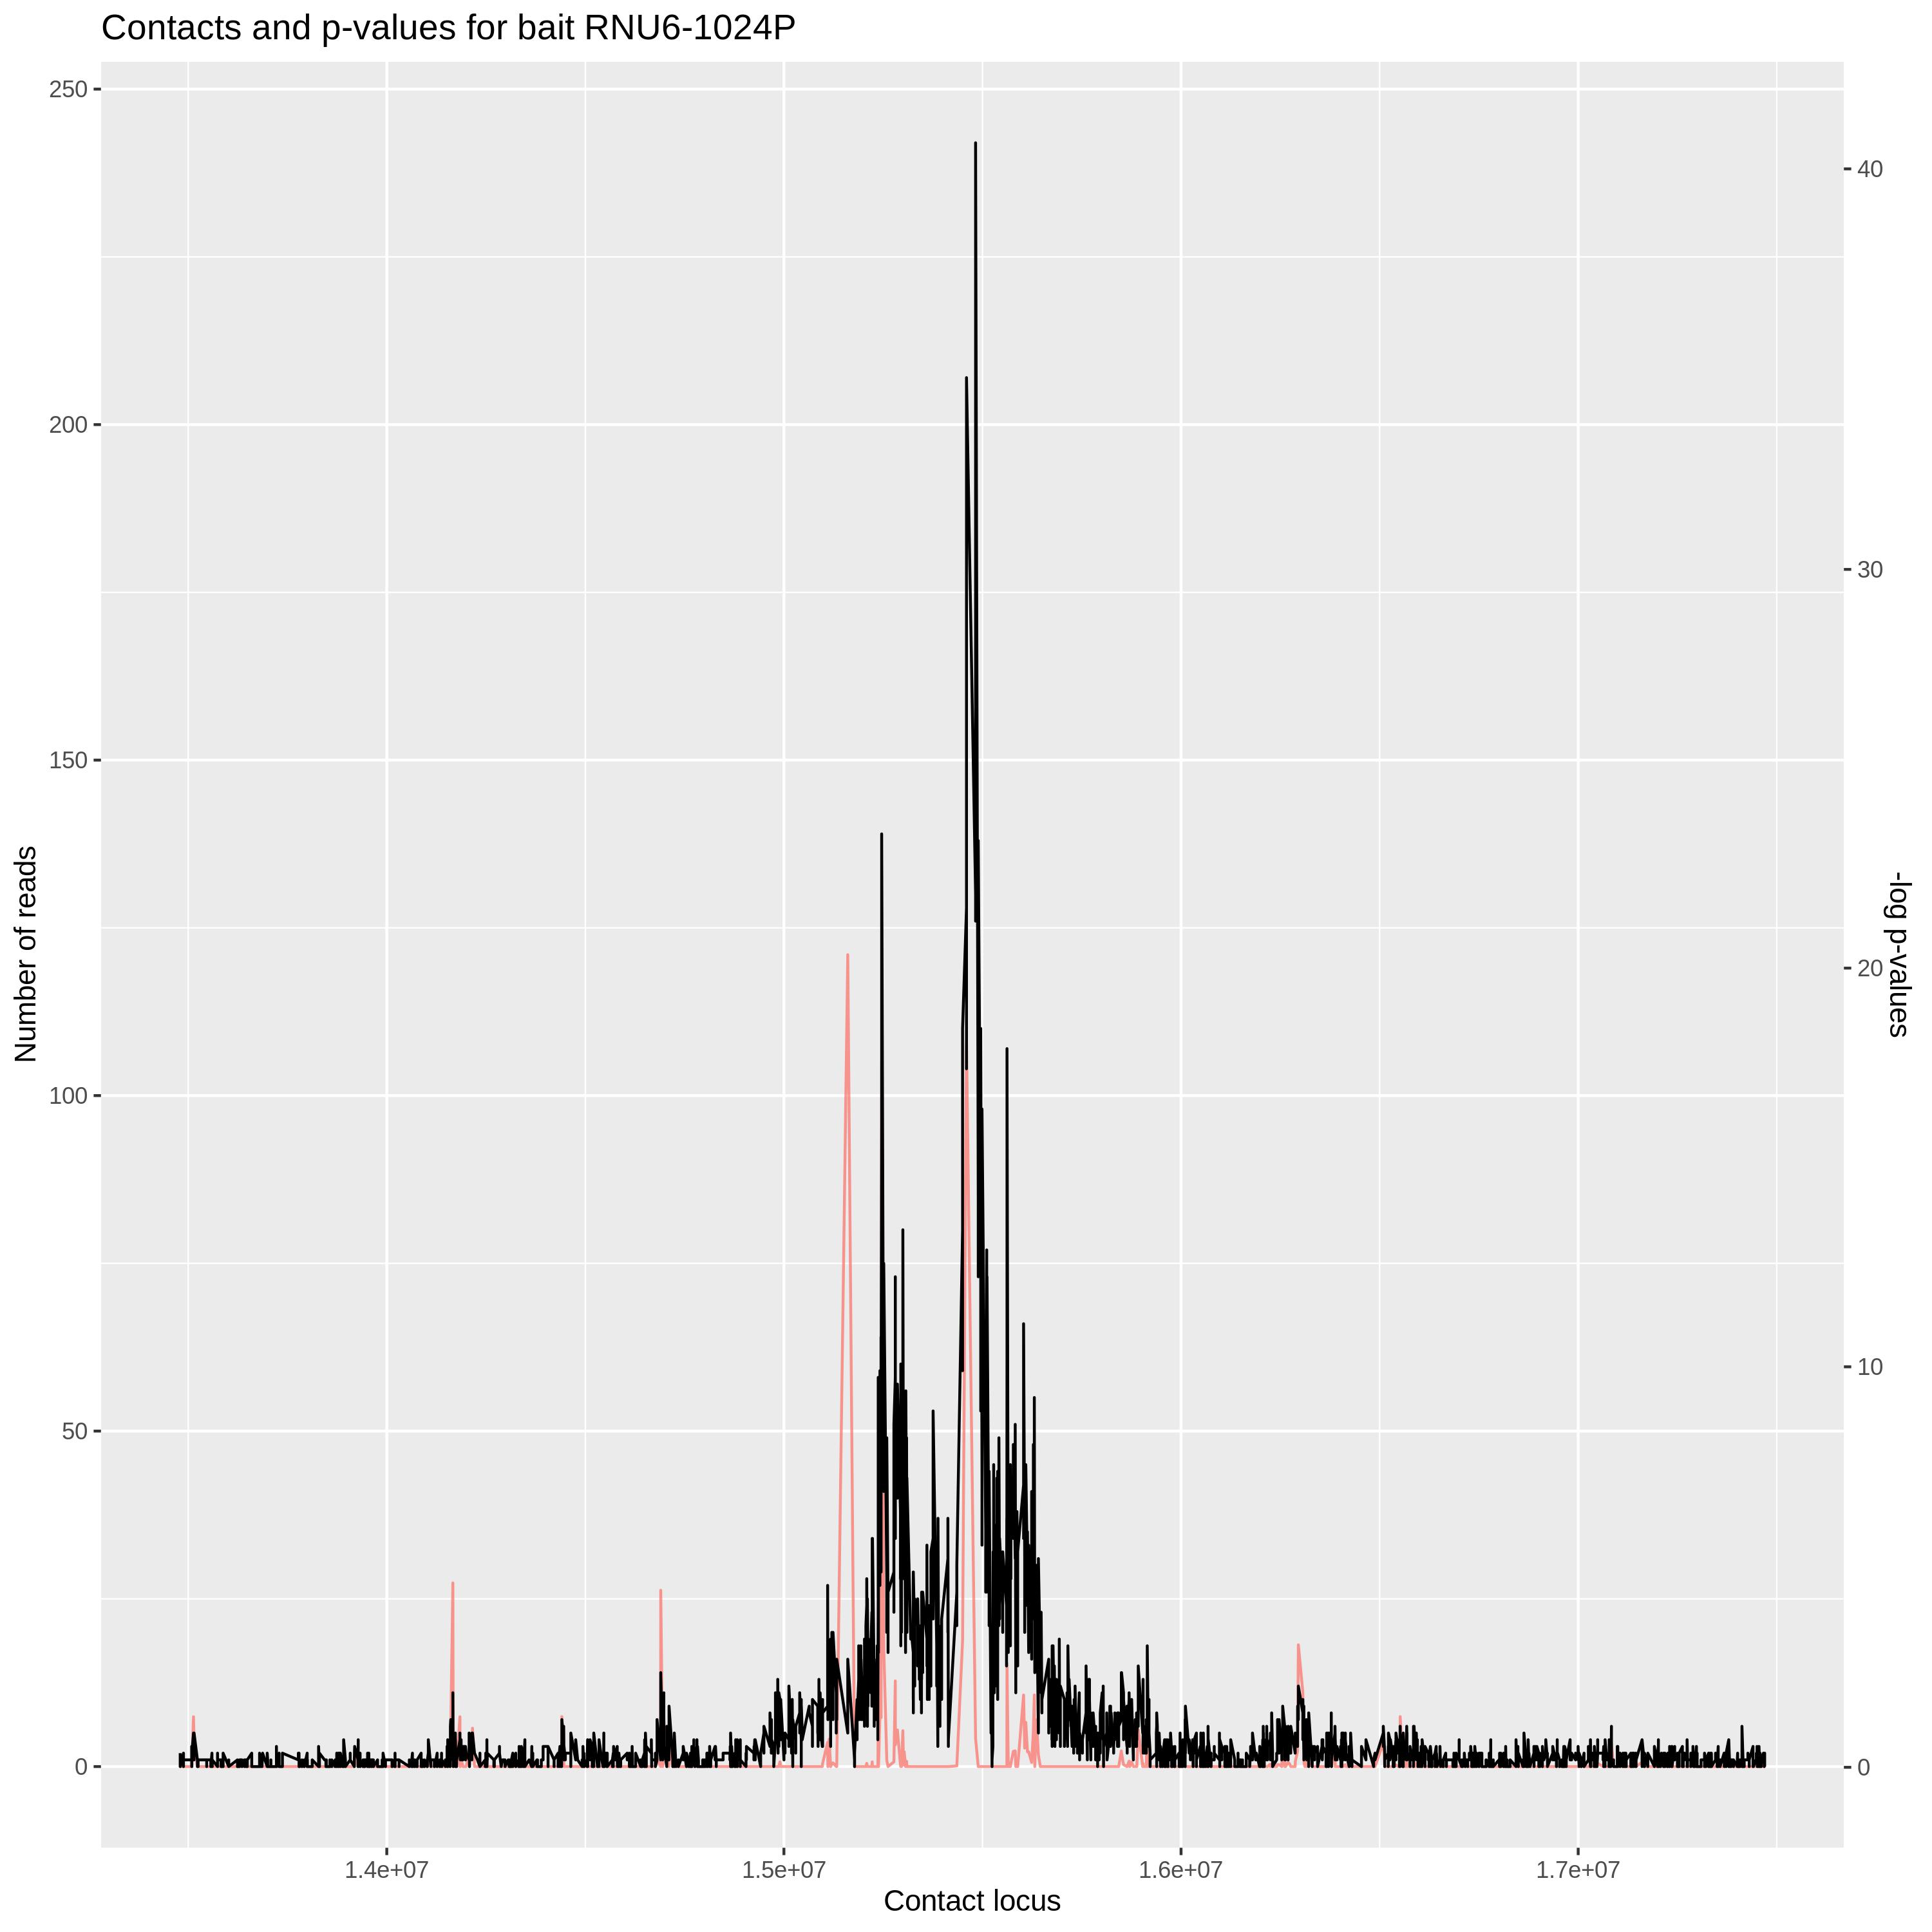 Contacts and p-values for bait RNU6-1024P
250
200
150
100
50
0
Number of reads
40
30
20
10
0
-log p-values
1.4e+07
1.5e+07
1.6e+07
1.7e+07
Contact locus